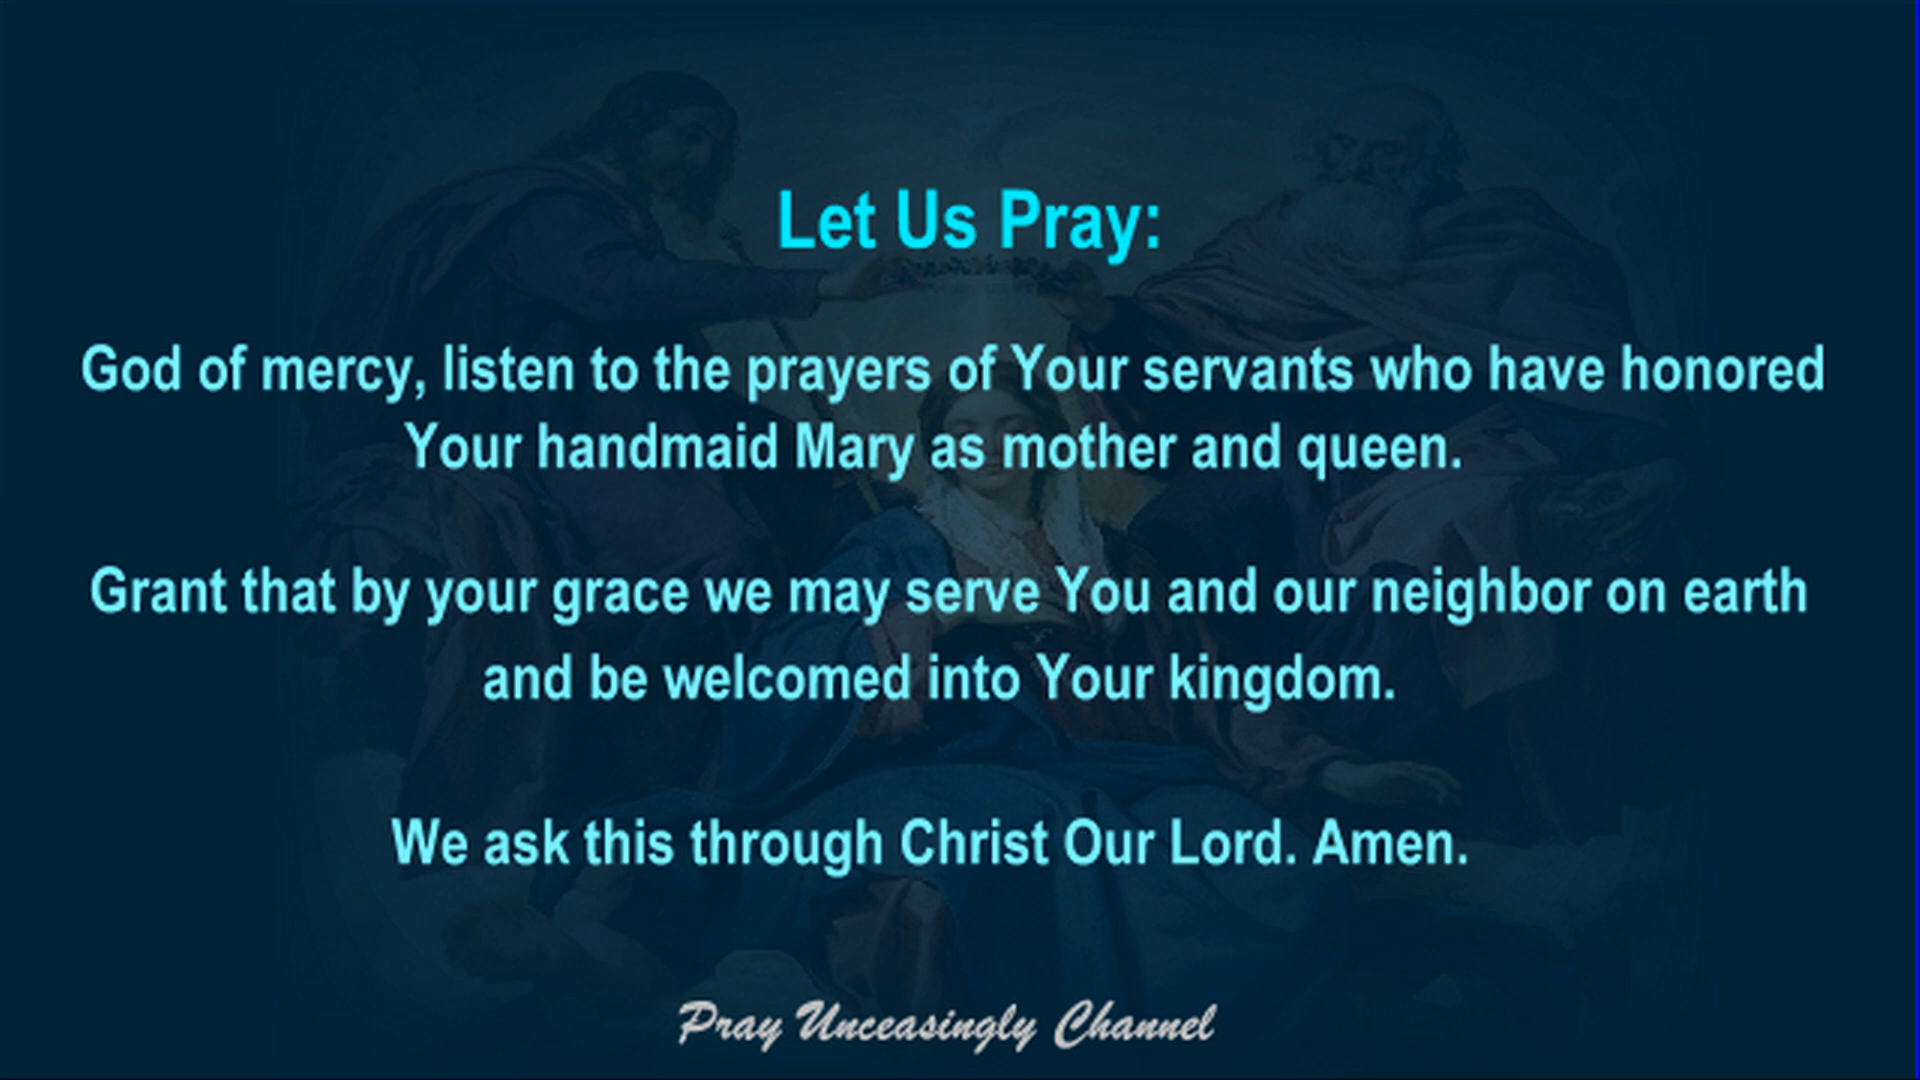 Let Us Pray:
God of mercy, listen to the prayers of Your servants who have honored
Your handmaid Mary as mother and queen.
Grant that by your grace we may serve You and our neighbor on earth
and be welcomed into Your kingdom.
We ask this through Christ Our Lord. Amen.
Pray Unceasingly Channel